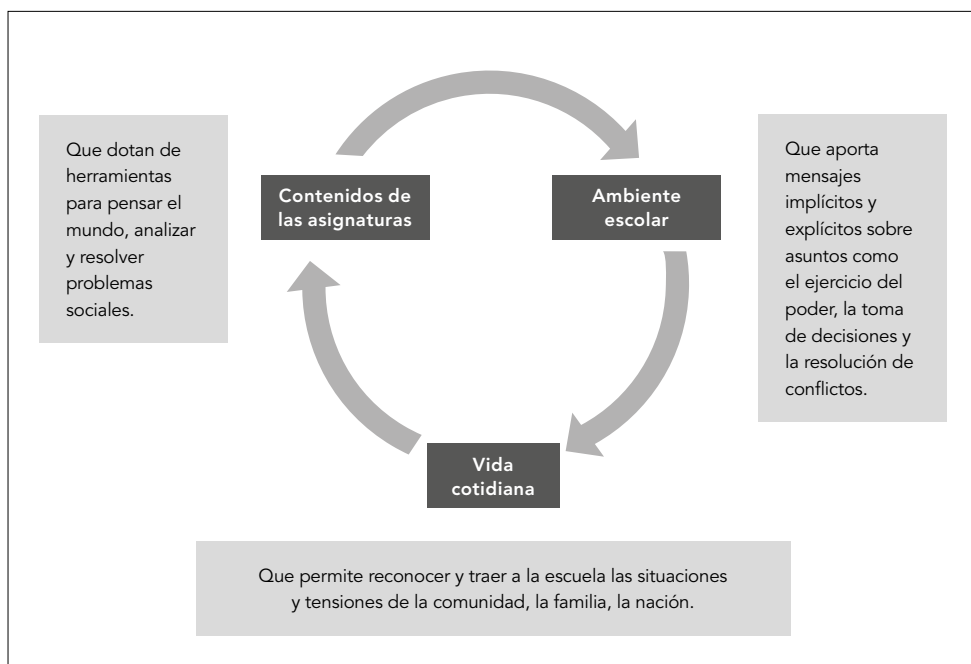 Que dotan de
herramientas
para pensar el
mundo, analizar
y resolver
problemas
sociales.
Contenidos de
las asignaturas
Ambiente
escolar
Que aporta
mensajes
implícitos y
explícitos sobre
asuntos como
el ejercicio del
poder, la toma
de decisiones y
la resolución de
conflictos.
Vida
cotidiana
Que permite reconocer y traer a la escuela las situaciones
y tensiones de la comunidad, la familia, la nación.